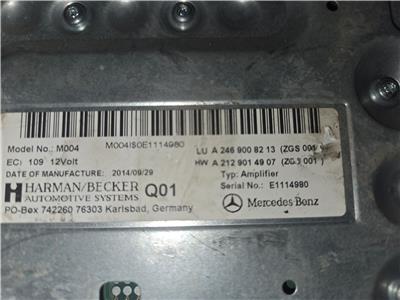 Model No.: M004 M004IS0E1114980 LU A 246 900 82 13 (ZGS 001)
EC: 109 12Volt HW A 212 901 49 07 (ZGS 001)
DATE OF MANUFACTURE: 2014/09/29 Typ: Amplifier
HARMAN/BECKER Q01 Serial No.: E1114980
AUTOMOTIVE SYSTEMS
PO-Box 742260 76303 Karlsbad, Germany Mercedes Benz